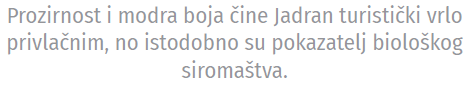 Prozirnost i modra boja čine Jadran turistički vrlo
privlačnim, no istodobno su pokazatelj biološkog
siromaštva.